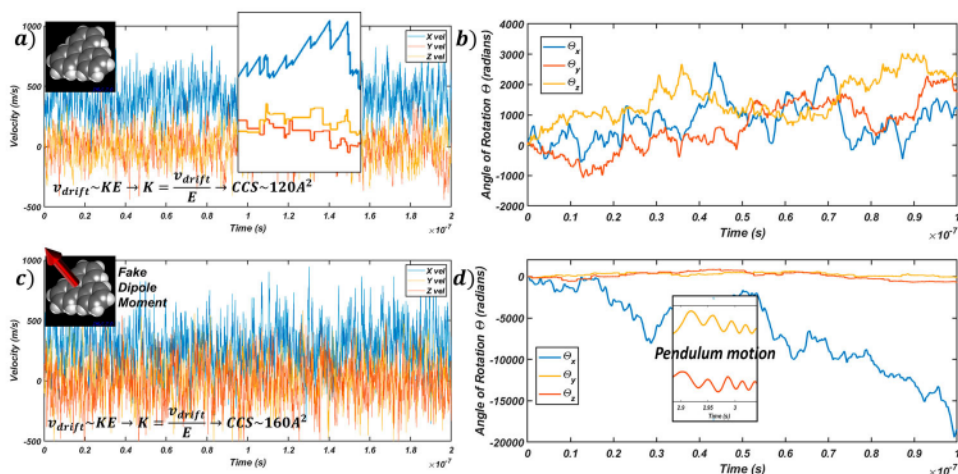 a)
Velocity (m/s)
1000
500
0
-500
X vel
Y vel
Z vel
v_drift~KE → K = v_drift/E → CCS~120A²
0 0.2 0.4 0.6 0.8 1 1.2 1.4 1.6 1.8 2
Time (s)
×10⁻⁷
b)
Angle of Rotation Θ (radians)
4000
3000
2000
1000
0
-1000
-2000
Θx
Θy
Θz
0 0.1 0.2 0.3 0.4 0.5 0.6 0.7 0.8 0.9 1
Time (s)
×10⁻⁷
c)
Fake
Dipole
Moment
Velocity (m/s)
1000
500
0
-500
X vel
Y vel
Z vel
v_drift~KE → K = v_drift/E → CCS~160A²
0 0.2 0.4 0.6 0.8 1 1.2 1.4 1.6 1.8 2
Time (s)
×10⁻⁷
d)
Angle of Rotation Θ (radians)
0
-5000
-10000
-15000
-20000
Pendulum motion
2.9 2.95 3
Time (s)
Θx
Θy
Θz
0 0.1 0.2 0.3 0.4 0.5 0.6 0.7 0.8 0.9 1
Time (s)
×10⁻⁷